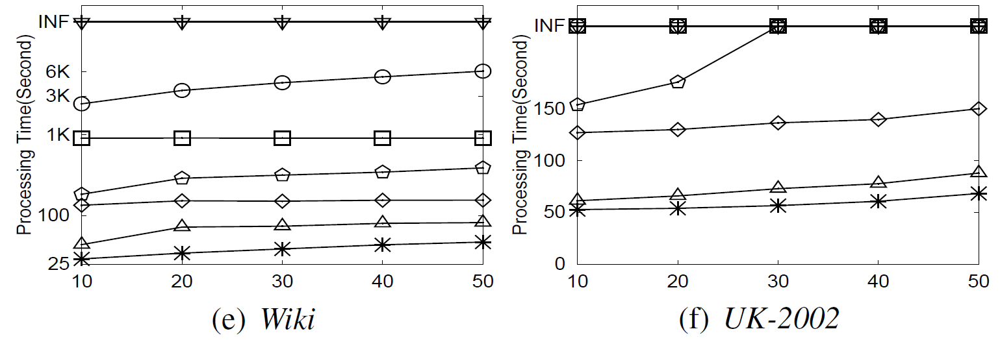 Processing Time(Second)
INF
6K
3K
1K
100
25
10 20 30 40 50
(e) Wiki
Processing Time(Second)
INF
150
100
50
0
10 20 30 40 50
(f) UK-2002